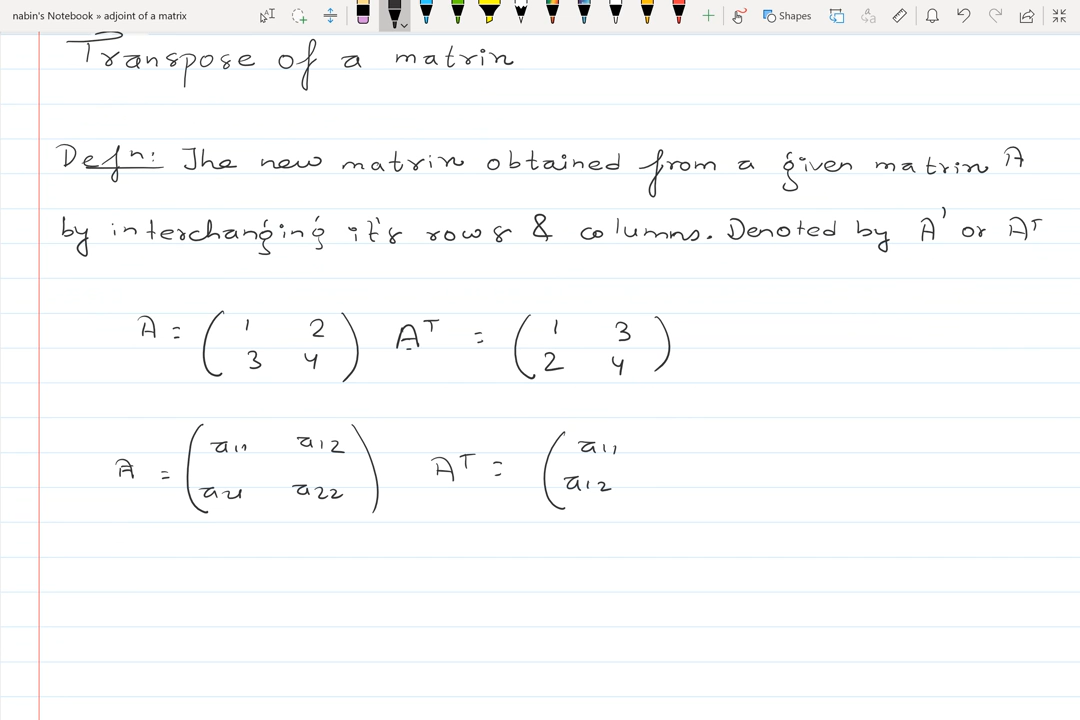 nabin's Notebook » adjoint of a matrix
Shapes
Transpose of a matrix
Defn: The new matrix obtained from a given matrix A
by interchanging it's rows & columns. Denoted by A' or Aᵀ
A = ( 1 2 ) Aᵀ = ( 1 3 )
3 4 2 4
A = ( a11 a12 ) Aᵀ = ( a11
a21 a22 a12